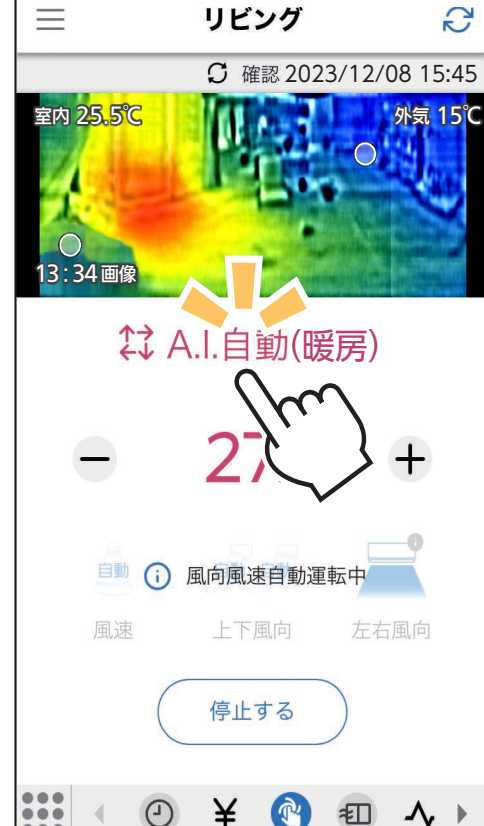 リビング
確認 2023/12/08 15:45
室内 25.5℃
外気 15℃
13:34 画像
A.I.自動(暖房)
27
自動
風向風速自動運転中
風速
上下風向
左右風向
停止する